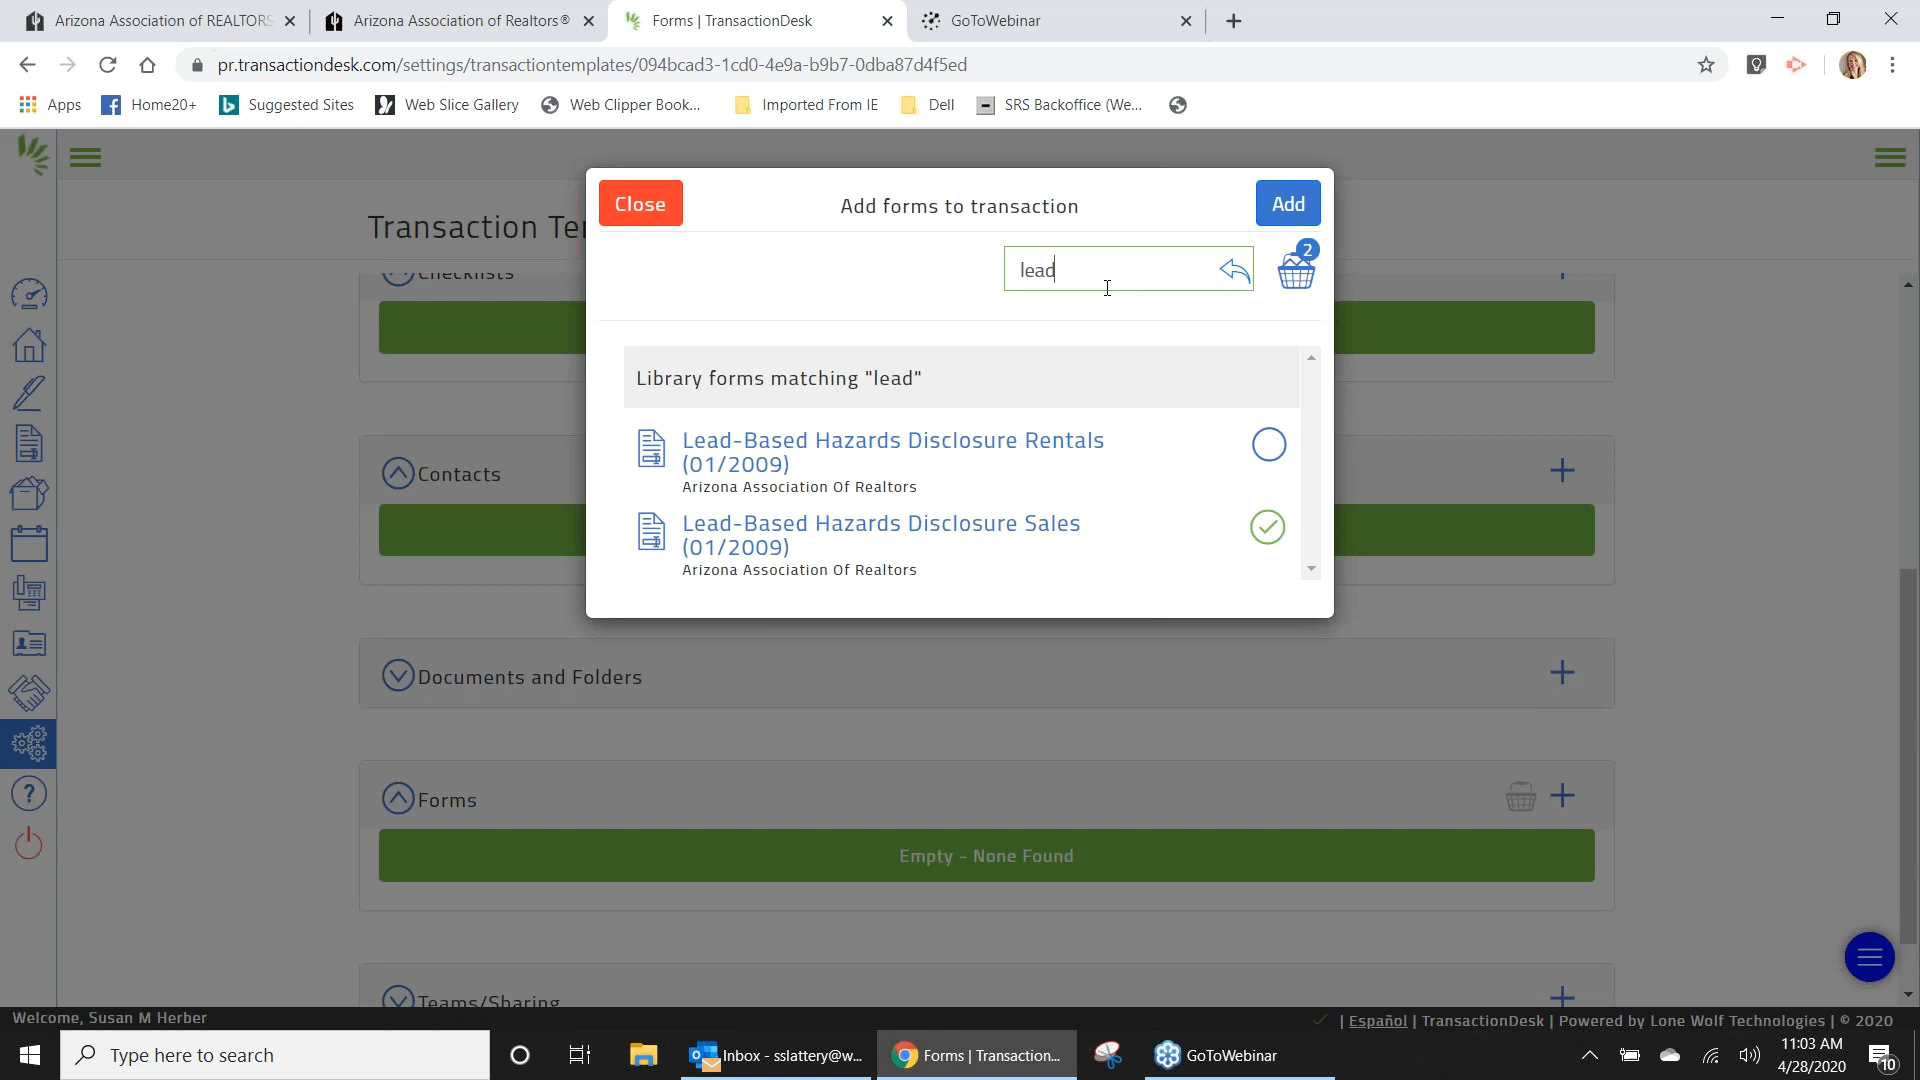 Arizona Association of REALTORS
Arizona Association of Realtors®
Forms | TransactionDesk
GoToWebinar
pr.transactiondesk.com/settings/transactiontemplates/094bcad3-1cd0-4e9a-b9b7-0dba87d4f5ed
Apps
Home20+
Suggested Sites
Web Slice Gallery
Web Clipper Book...
Imported From IE
Dell
SRS Backoffice (We...
Close
Add forms to transaction
Add
Transaction Te
lead
2
Checklists
Library forms matching "lead"
Lead-Based Hazards Disclosure Rentals
(01/2009)
Arizona Association Of Realtors
Contacts
Lead-Based Hazards Disclosure Sales
(01/2009)
Arizona Association Of Realtors
Documents and Folders
Forms
Empty - None Found
Teams/Sharing
Welcome, Susan M Herber
| Español | TransactionDesk | Powered by Lone Wolf Technologies | © 2020
Type here to search
Inbox - sslattery@w...
Forms | Transaction...
GoToWebinar
11:03 AM
4/28/2020
10